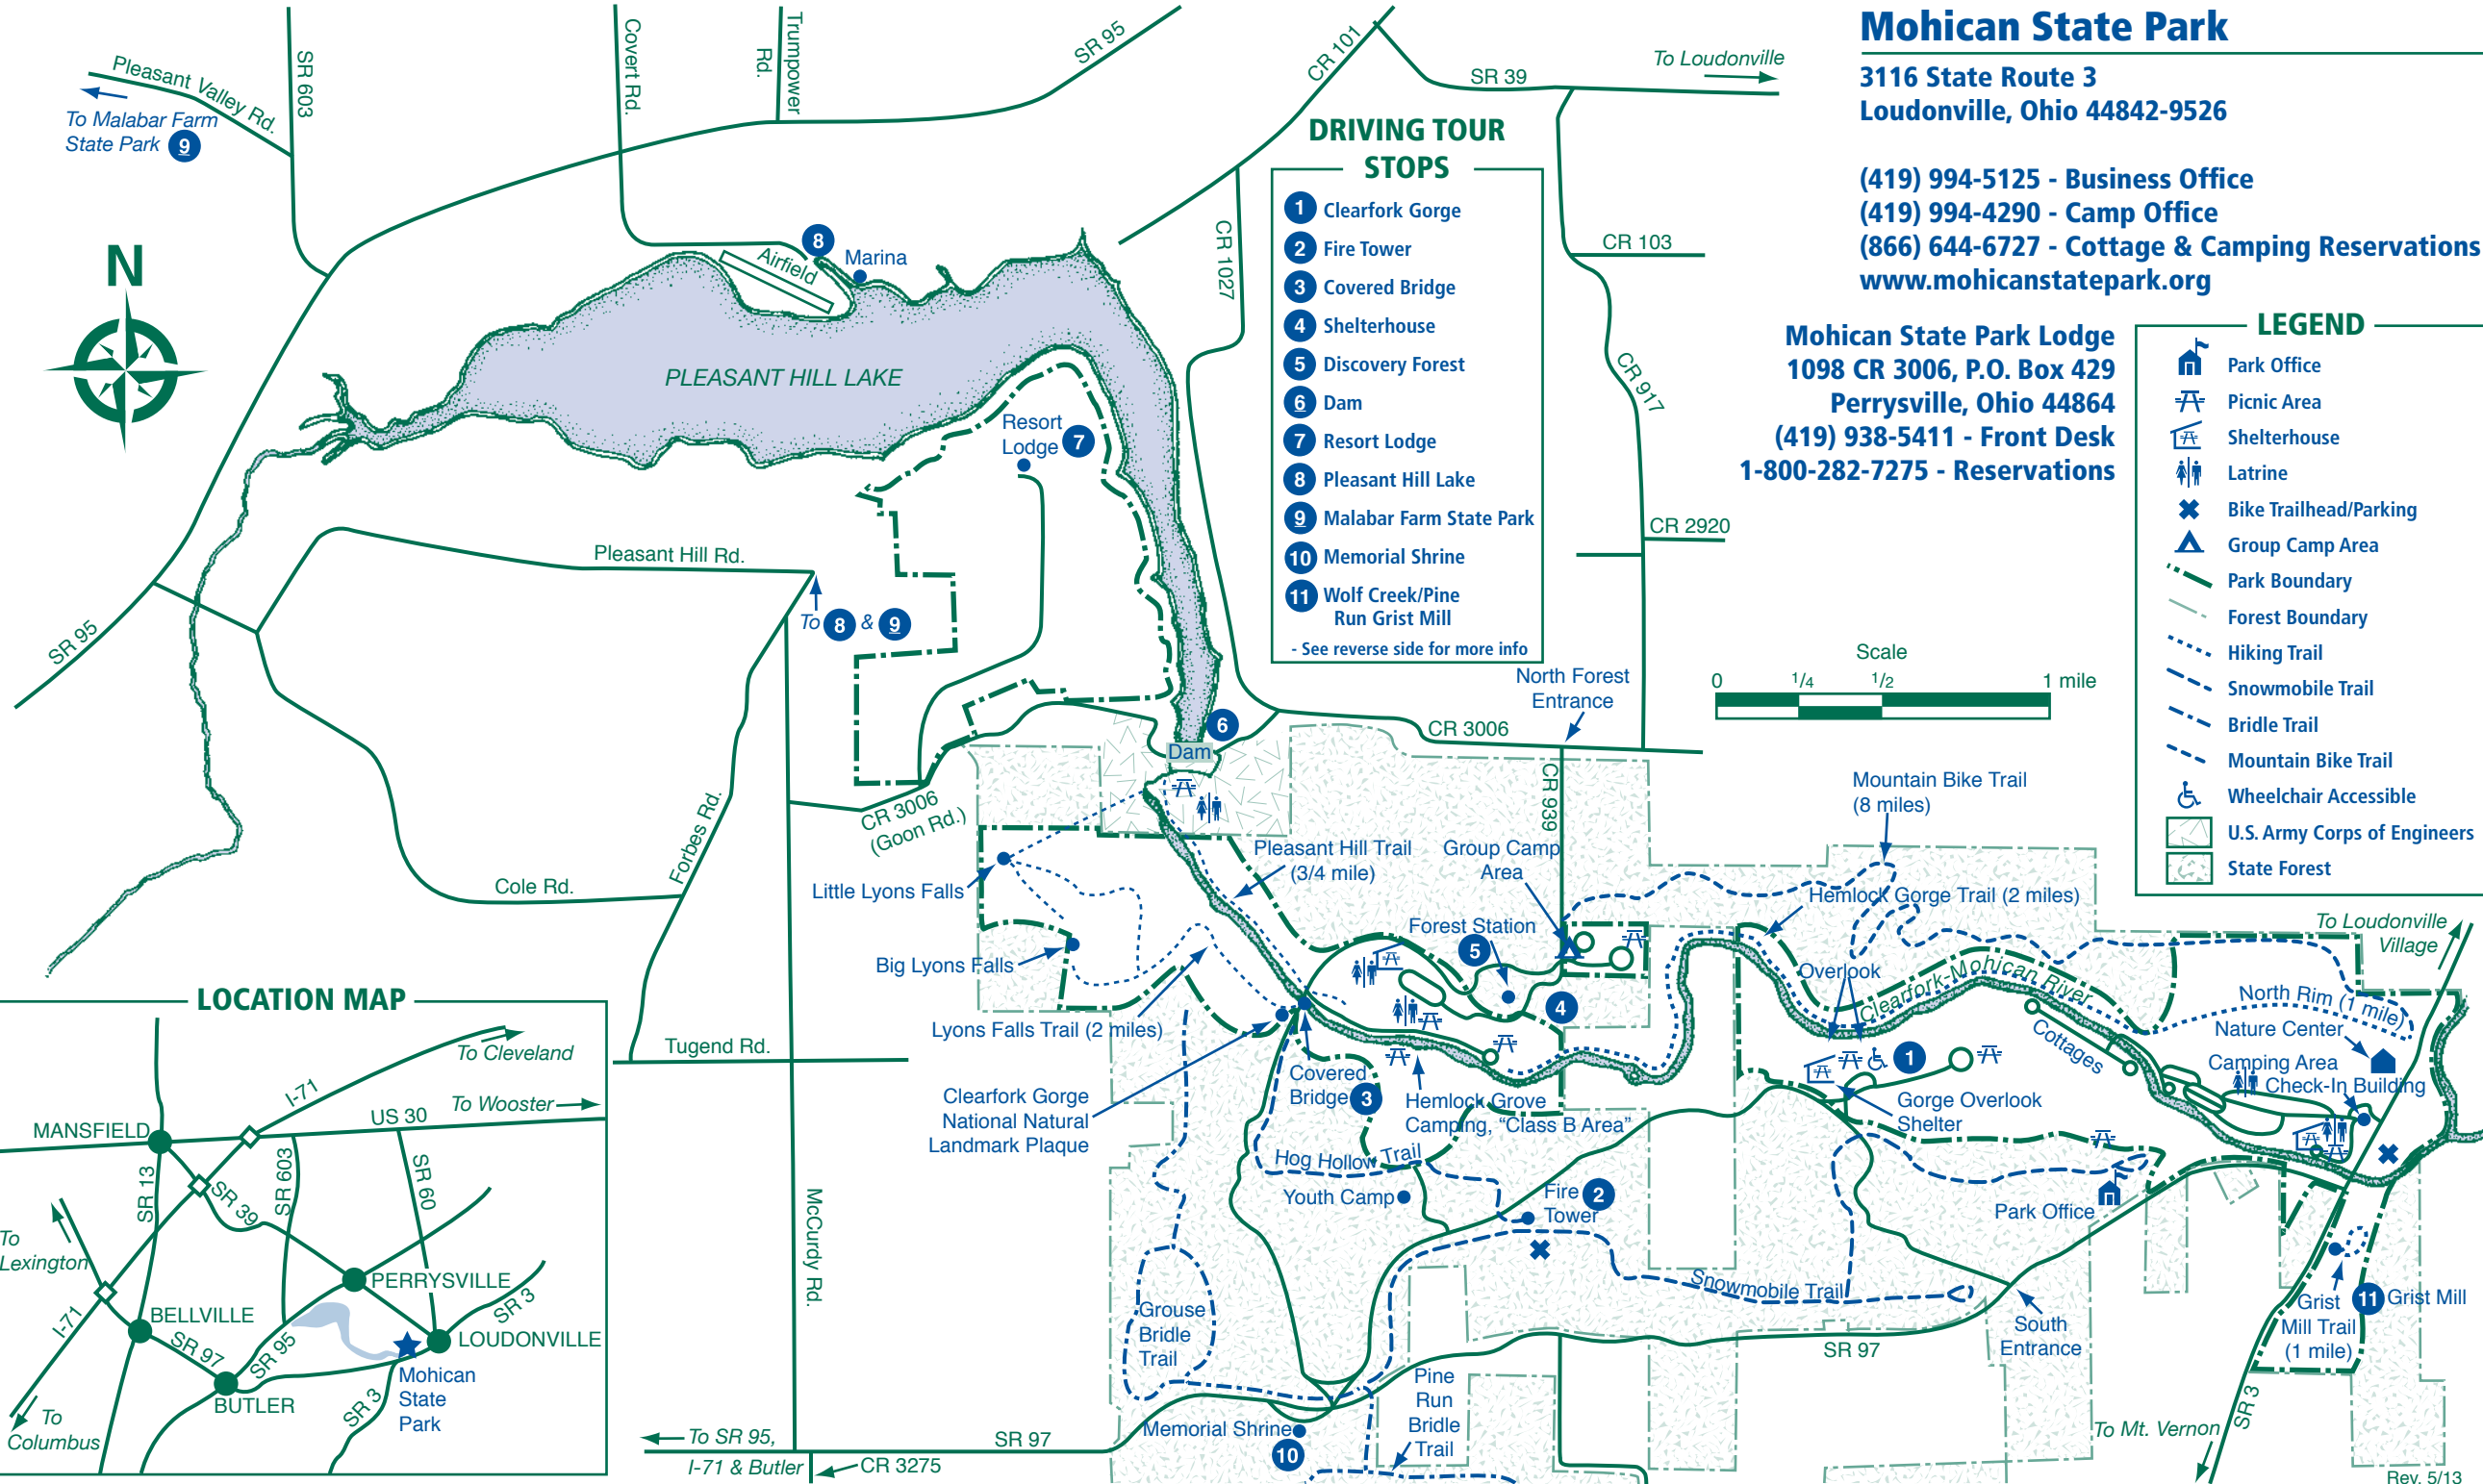 Mohican State Park
3116 State Route 3
Loudonville, Ohio 44842-9526
(419) 994-5125 - Business Office
(419) 994-4290 - Camp Office
(866) 644-6727 - Cottage & Camping Reservations
www.mohicanstatepark.org
Mohican State Park Lodge
1098 CR 3006, P.O. Box 429
Perrysville, Ohio 44864
(419) 938-5411 - Front Desk
1-800-282-7275 - Reservations
LEGEND
Park Office
Picnic Area
Shelterhouse
Latrine
Bike Trailhead/Parking
Group Camp Area
Park Boundary
Forest Boundary
Hiking Trail
Snowmobile Trail
Bridle Trail
Mountain Bike Trail
Wheelchair Accessible
U.S. Army Corps of Engineers
State Forest
DRIVING TOUR
STOPS
1 Clearfork Gorge
2 Fire Tower
3 Covered Bridge
4 Shelterhouse
5 Discovery Forest
6 Dam
7 Resort Lodge
8 Pleasant Hill Lake
9 Malabar Farm State Park
10 Memorial Shrine
11 Wolf Creek/Pine
Run Grist Mill
- See reverse side for more info
Scale
0 1/4 1/2 1 mile
Pleasant Valley Rd.
To Malabar Farm
State Park 9
SR 603
Covert Rd.
Trumpower
Rd.
SR 95
CR 101
SR 39
To Loudonville
N
8
Airfield
Marina
CR 1027
CR 103
CR 917
CR 2920
PLEASANT HILL LAKE
Resort
Lodge 7
Pleasant Hill Rd.
To 8 & 9
SR 95
6
Dam
North Forest
Entrance
CR 3006
CR 939
CR 3006
(Goon Rd.)
Forbes Rd.
Cole Rd.
Tugend Rd.
McCurdy Rd.
Mountain Bike Trail
(8 miles)
Pleasant Hill Trail
(3/4 mile)
Group Camp
Area
Little Lyons Falls
Big Lyons Falls
Lyons Falls Trail (2 miles)
Forest Station
5
4
Hemlock Gorge Trail (2 miles)
Overlook
Clearfork-Mohican River
To Loudonville
Village
North Rim (1 mile)
Nature Center
Cottages
Camping Area
Check-In Building
1
Gorge Overlook
Shelter
Clearfork Gorge
National Natural
Landmark Plaque
Covered
Bridge 3
Hemlock Grove
Camping, “Class B Area”
Hog Hollow Trail
Youth Camp
Fire
Tower
2
Park Office
Snowmobile Trail
Grouse
Bridle
Trail
South
Entrance
SR 97
Grist
Mill Trail
(1 mile)
11 Grist Mill
Pine
Run
Bridle
Trail
Memorial Shrine
10
To SR 95,
I-71 & Butler
CR 3275
SR 97
To Mt. Vernon
SR 3
Rev. 5/13
LOCATION MAP
To Cleveland
I-71
US 30
To Wooster
MANSFIELD
SR 13
SR 39
SR 603
SR 60
To
Lexington
PERRYSVILLE
BELLVILLE
SR 3
LOUDONVILLE
I-71
SR 97
SR 95
Mohican
State
Park
BUTLER
SR 3
To
Columbus